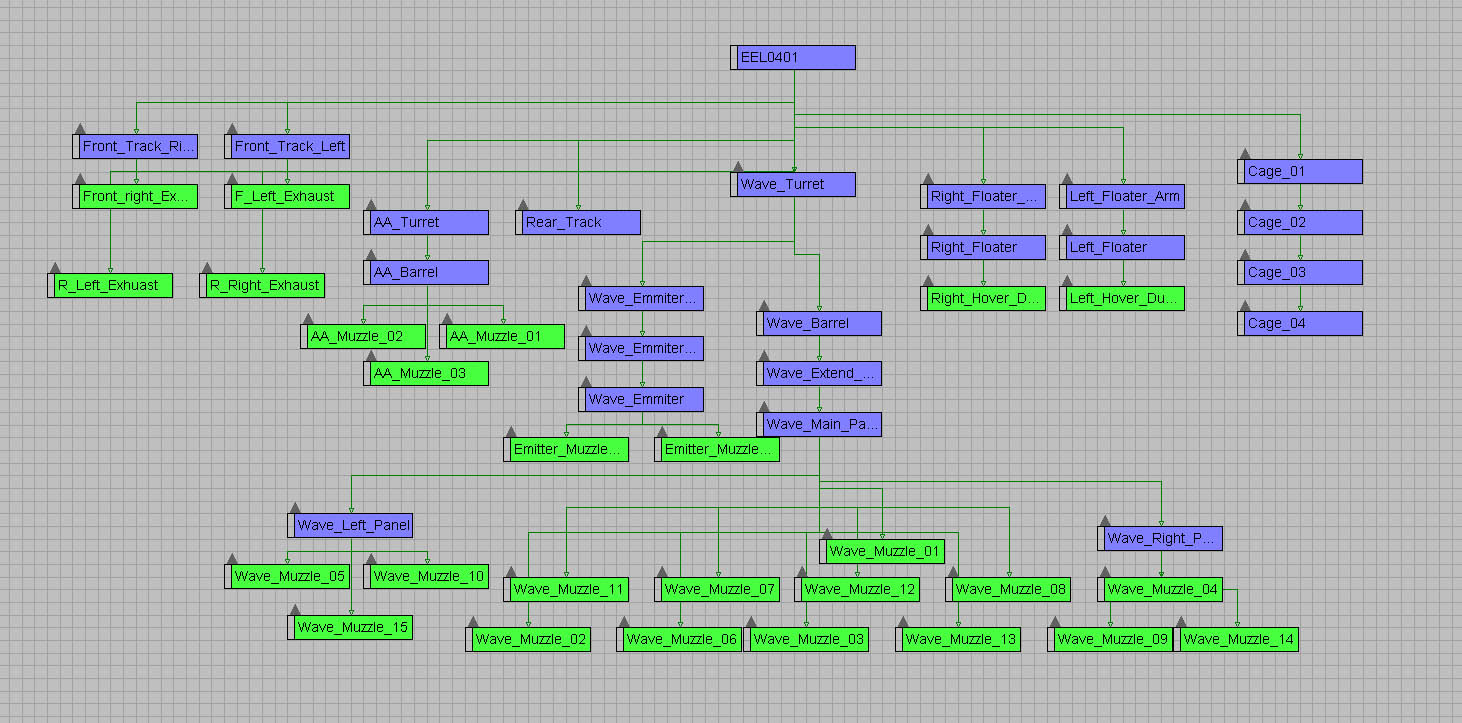 EEL0401
Front_Track_Ri...
Front_Track_Left
Cage_01
Wave_Turret
Front_right_Ex...
F_Left_Exhaust
Right_Floater_...
Left_Floater_Arm
AA_Turret
Rear_Track
Cage_02
Right_Floater
Left_Floater
AA_Barrel
Cage_03
R_Left_Exhuast
R_Right_Exhaust
Wave_Emmiter...
Right_Hover_D...
Left_Hover_Du...
Wave_Barrel
Cage_04
AA_Muzzle_02
AA_Muzzle_01
Wave_Emmiter...
AA_Muzzle_03
Wave_Extend_...
Wave_Emmiter
Wave_Main_Pa...
Emitter_Muzzle...
Emitter_Muzzle...
Wave_Left_Panel
Wave_Right_P...
Wave_Muzzle_01
Wave_Muzzle_05
Wave_Muzzle_10
Wave_Muzzle_11
Wave_Muzzle_07
Wave_Muzzle_12
Wave_Muzzle_08
Wave_Muzzle_04
Wave_Muzzle_15
Wave_Muzzle_02
Wave_Muzzle_06
Wave_Muzzle_03
Wave_Muzzle_13
Wave_Muzzle_09
Wave_Muzzle_14